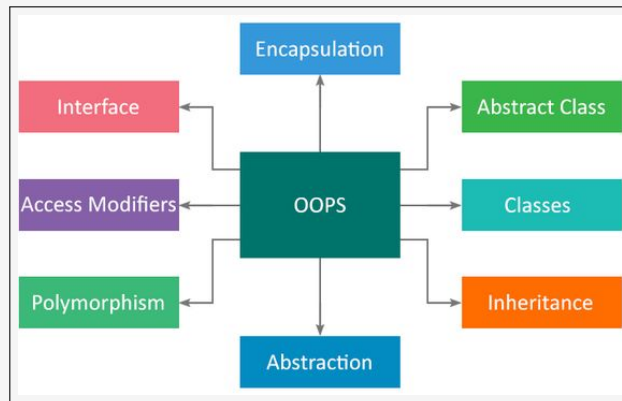 Encapsulation
Interface
Abstract Class
Access Modifiers
OOPS
Classes
Polymorphism
Inheritance
Abstraction